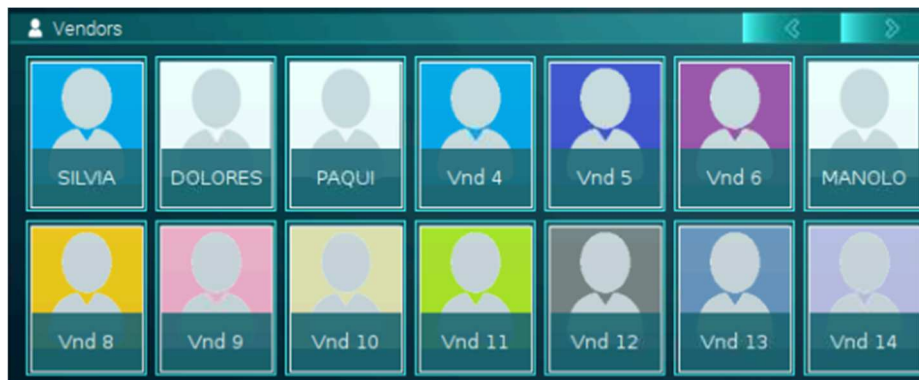 Vendors
SILVIA DOLORES PAQUI Vnd 4 Vnd 5 Vnd 6 MANOLO
Vnd 8 Vnd 9 Vnd 10 Vnd 11 Vnd 12 Vnd 13 Vnd 14